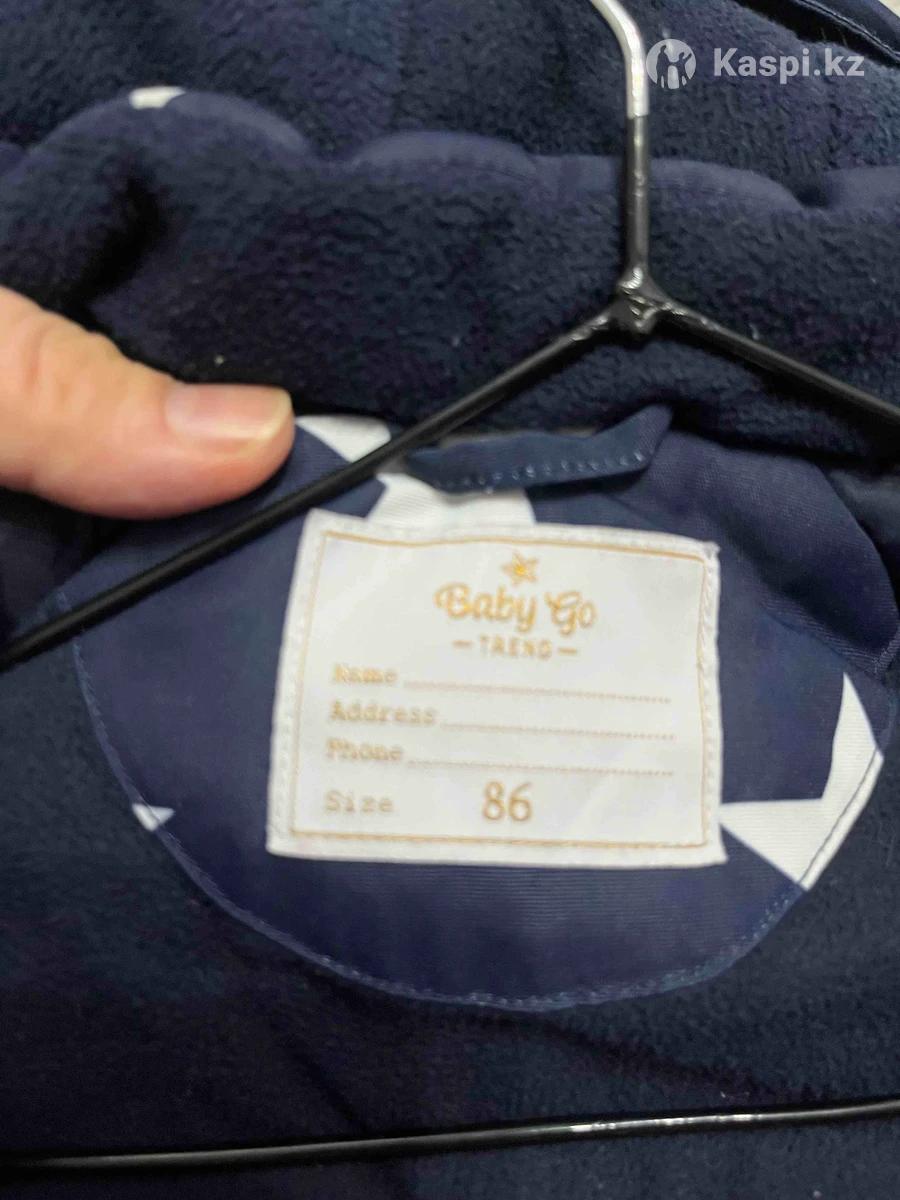 Kaspi.kz
Baby Go
TREND
Name
Address
Phone
Size 86